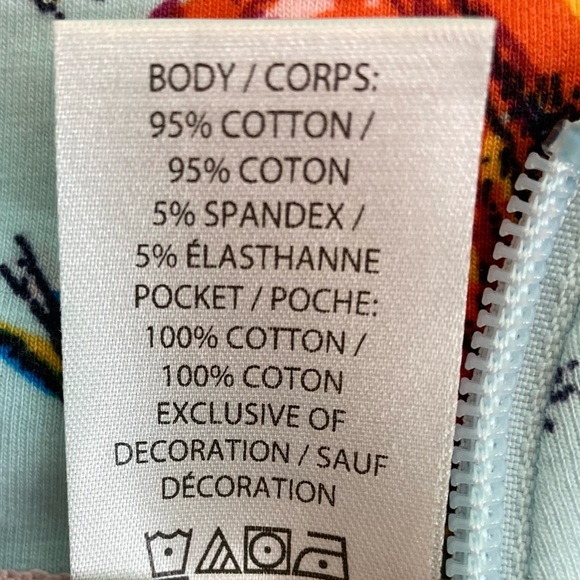 BODY / CORPS:
95% COTTON /
95% COTON
5% SPANDEX /
5% ÉLASTHANNE
POCKET / POCHE:
100% COTTON /
100% COTON
EXCLUSIVE OF
DECORATION / SAUF
DÉCORATION